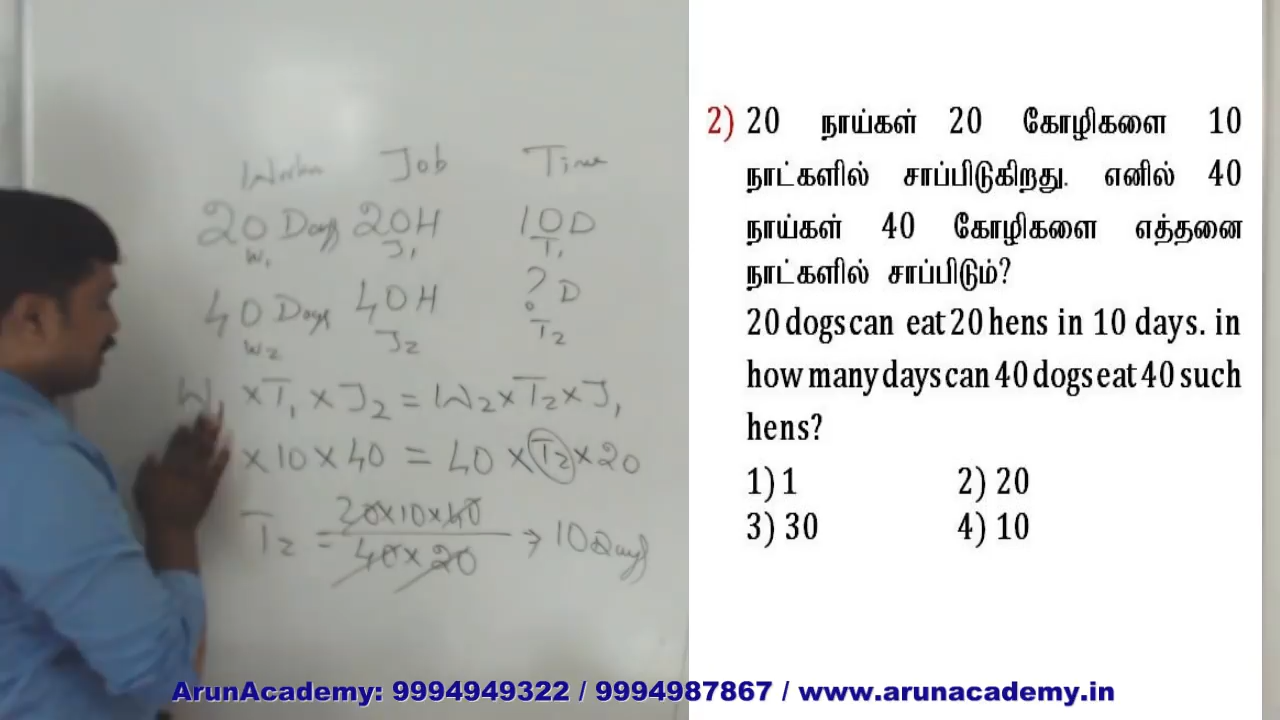 Job Time
20 Days 20H 10D
W₁ J₁ T₁
40 Dogs 40H ? D
W₂ J₂ T₂
W₁ ×T₁ × J₂ = W₂×T₂×J₁
×10×40 = 40 ×T₂×20
T₂ = 20×10×40 / 40×20 → 10 Days
2) 20 நாய்கள் 20 கோழிகளை 10
நாட்களில் சாப்பிடுகிறது. எனில் 40
நாய்கள் 40 கோழிகளை எத்தனை
நாட்களில் சாப்பிடும்?
20 dogs can eat 20 hens in 10 days. in
how many days can 40 dogs eat 40 such
hens?
1) 1 2) 20
3) 30 4) 10
ArunAcademy: 9994949322 / 9994987867 / www.arunacademy.in